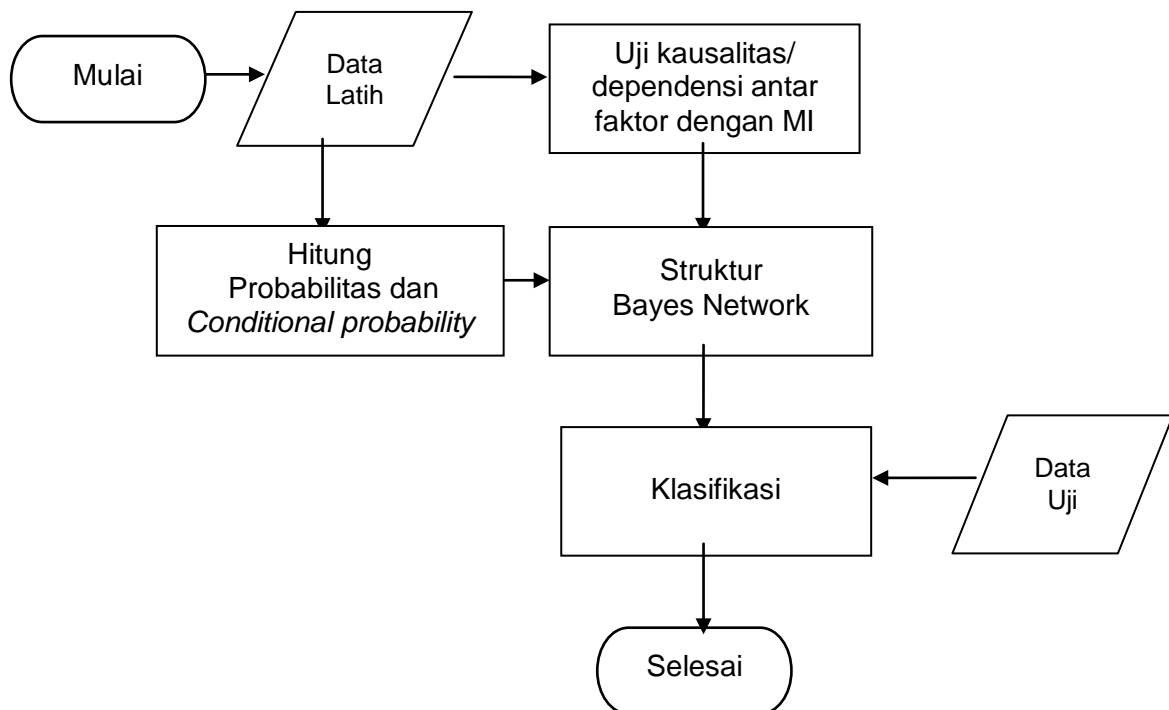 Mulai
Data
Latih
Uji kausalitas/
dependensi antar
faktor dengan MI
Hitung
Probabilitas dan
Conditional probability
Struktur
Bayes Network
Klasifikasi
Data
Uji
Selesai